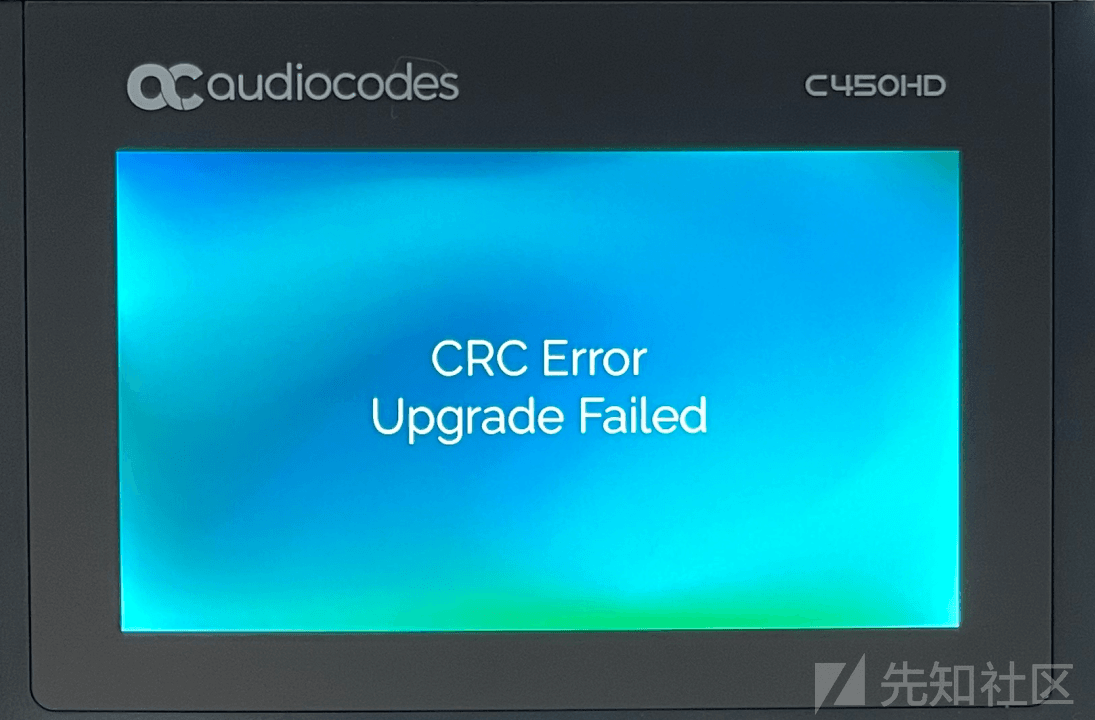 audiocodes
C450HD
CRC Error
Upgrade Failed
先知社区